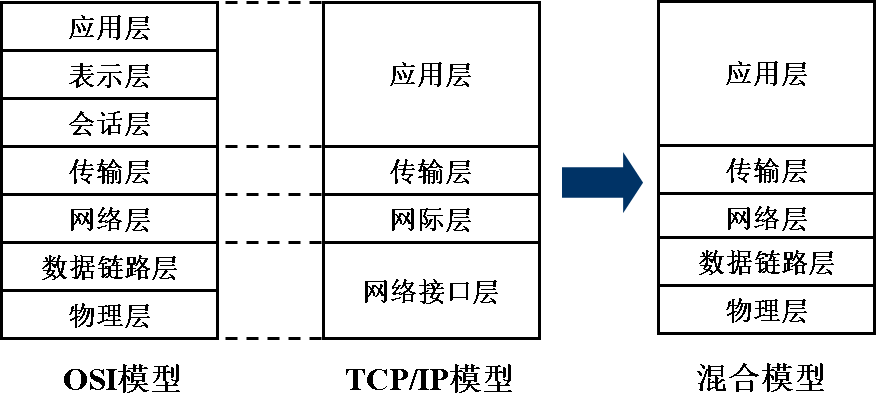 应用层
表示层
会话层
传输层
网络层
数据链路层
物理层
OSI模型
应用层
传输层
网际层
网络接口层
TCP/IP模型
应用层
传输层
网络层
数据链路层
物理层
混合模型